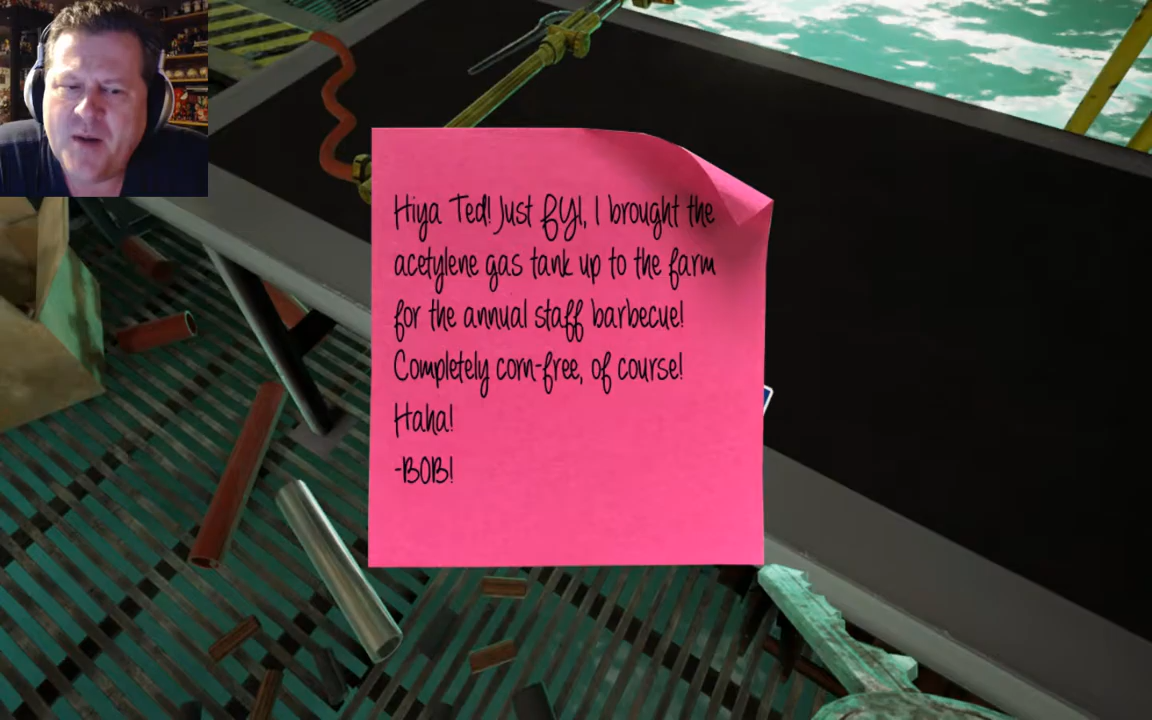 Hiya Ted! Just FYI, I brought the
acetylene gas tank up to the farm
for the annual staff barbecue!
Completely corn-free, of course!
Haha!
-BOB!